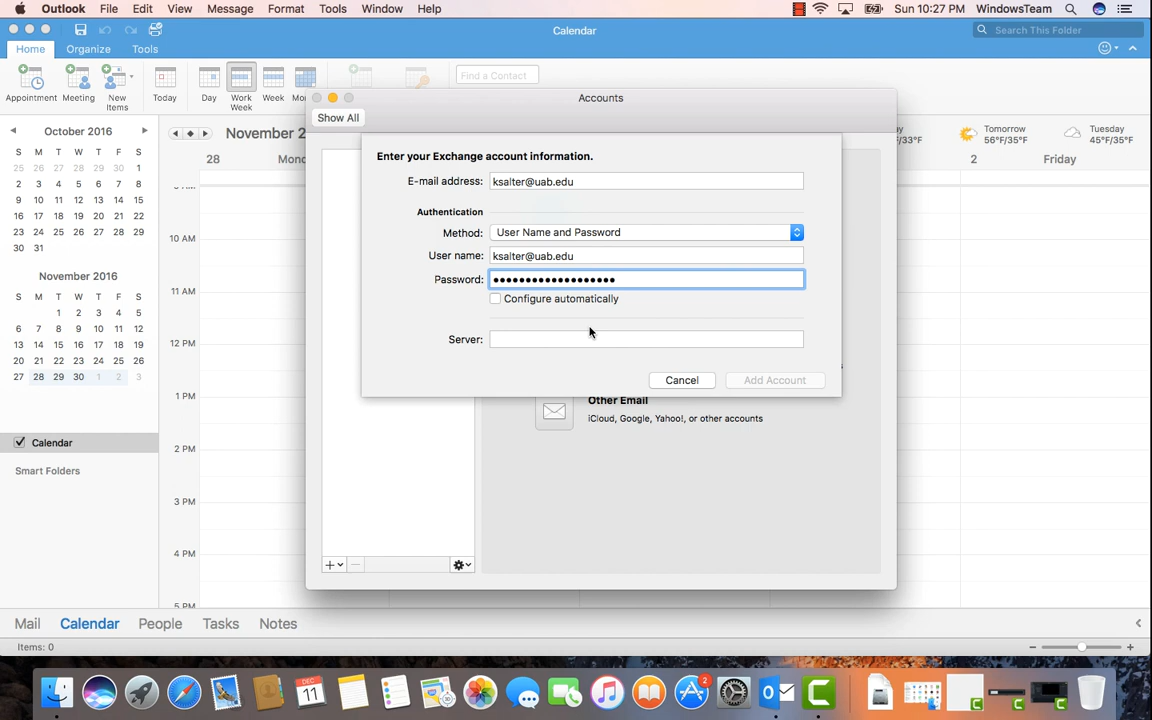 Outlook File Edit View Message Format Tools Window Help Sun 10:27 PM WindowsTeam
Calendar
Search This Folder
Home Organize Tools
Appointment Meeting New Items Today Day Work Week Week Find a Contact
Accounts
Show All
October 2016
November 2
28
Tomorrow
56°F/35°F
Tuesday
45°F/35°F
/33°F
2 Friday
S M T W T F S
25 26 27 28 29 30 1
2 3 4 5 6 7 8
9 10 11 12 13 14 15
16 17 18 19 20 21 22
23 24 25 26 27 28 29
30 31
November 2016
S M T W T F S
1 2 3 4 5
6 7 8 9 10 11 12
13 14 15 16 17 18 19
20 21 22 23 24 25 26
27 28 29 30 1 2 3
Calendar
Smart Folders
10 AM
11 AM
12 PM
1 PM
2 PM
3 PM
4 PM
5 PM
Enter your Exchange account information.
E-mail address: ksalter@uab.edu
Authentication
Method: User Name and Password
User name: ksalter@uab.edu
Password: •••••••••••••••••••
Configure automatically
Server:
Cancel Add Account
Other Email
iCloud, Google, Yahoo!, or other accounts
Mail Calendar People Tasks Notes
Items: 0
DEC
11
2